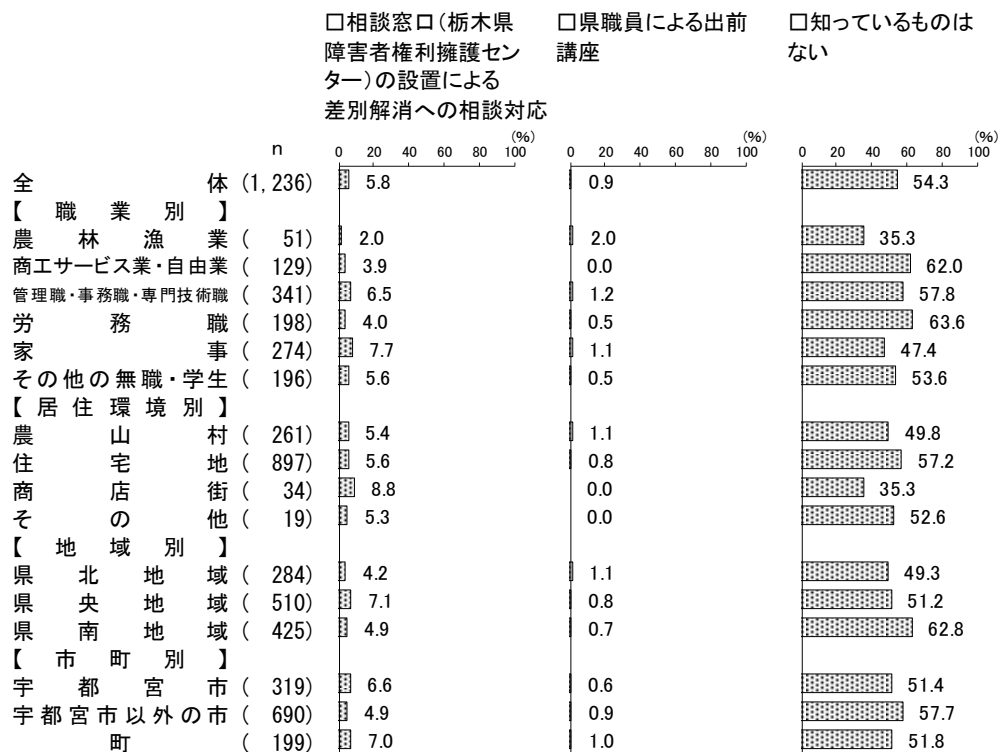 □相談窓口（栃木県 □県職員による出前 □知っているものは
障害者権利擁護セン 講座 ない
ター）の設置による
差別解消への相談対応
(%) (%) (%)
n 0 20 40 60 80 100 0 20 40 60 80 100 0 20 40 60 80 100
全体 (1,236) 5.8 0.9 54.3
【職業別】
農林漁業 ( 51) 2.0 2.0 35.3
商工サービス業・自由業 ( 129) 3.9 0.0 62.0
管理職・事務職・専門技術職 ( 341) 6.5 1.2 57.8
労務職 ( 198) 4.0 0.5 63.6
家事 ( 274) 7.7 1.1 47.4
その他の無職・学生 ( 196) 5.6 0.5 53.6
【居住環境別】
農山村 ( 261) 5.4 1.1 49.8
住宅地 ( 897) 5.6 0.8 57.2
商店街 ( 34) 8.8 0.0 35.3
その他 ( 19) 5.3 0.0 52.6
【地域別】
県北地域 ( 284) 4.2 1.1 49.3
県央地域 ( 510) 7.1 0.8 51.2
県南地域 ( 425) 4.9 0.7 62.8
【市町別】
宇都宮市 ( 319) 6.6 0.6 51.4
宇都宮市以外の市 ( 690) 4.9 0.9 57.7
町 ( 199) 7.0 1.0 51.8